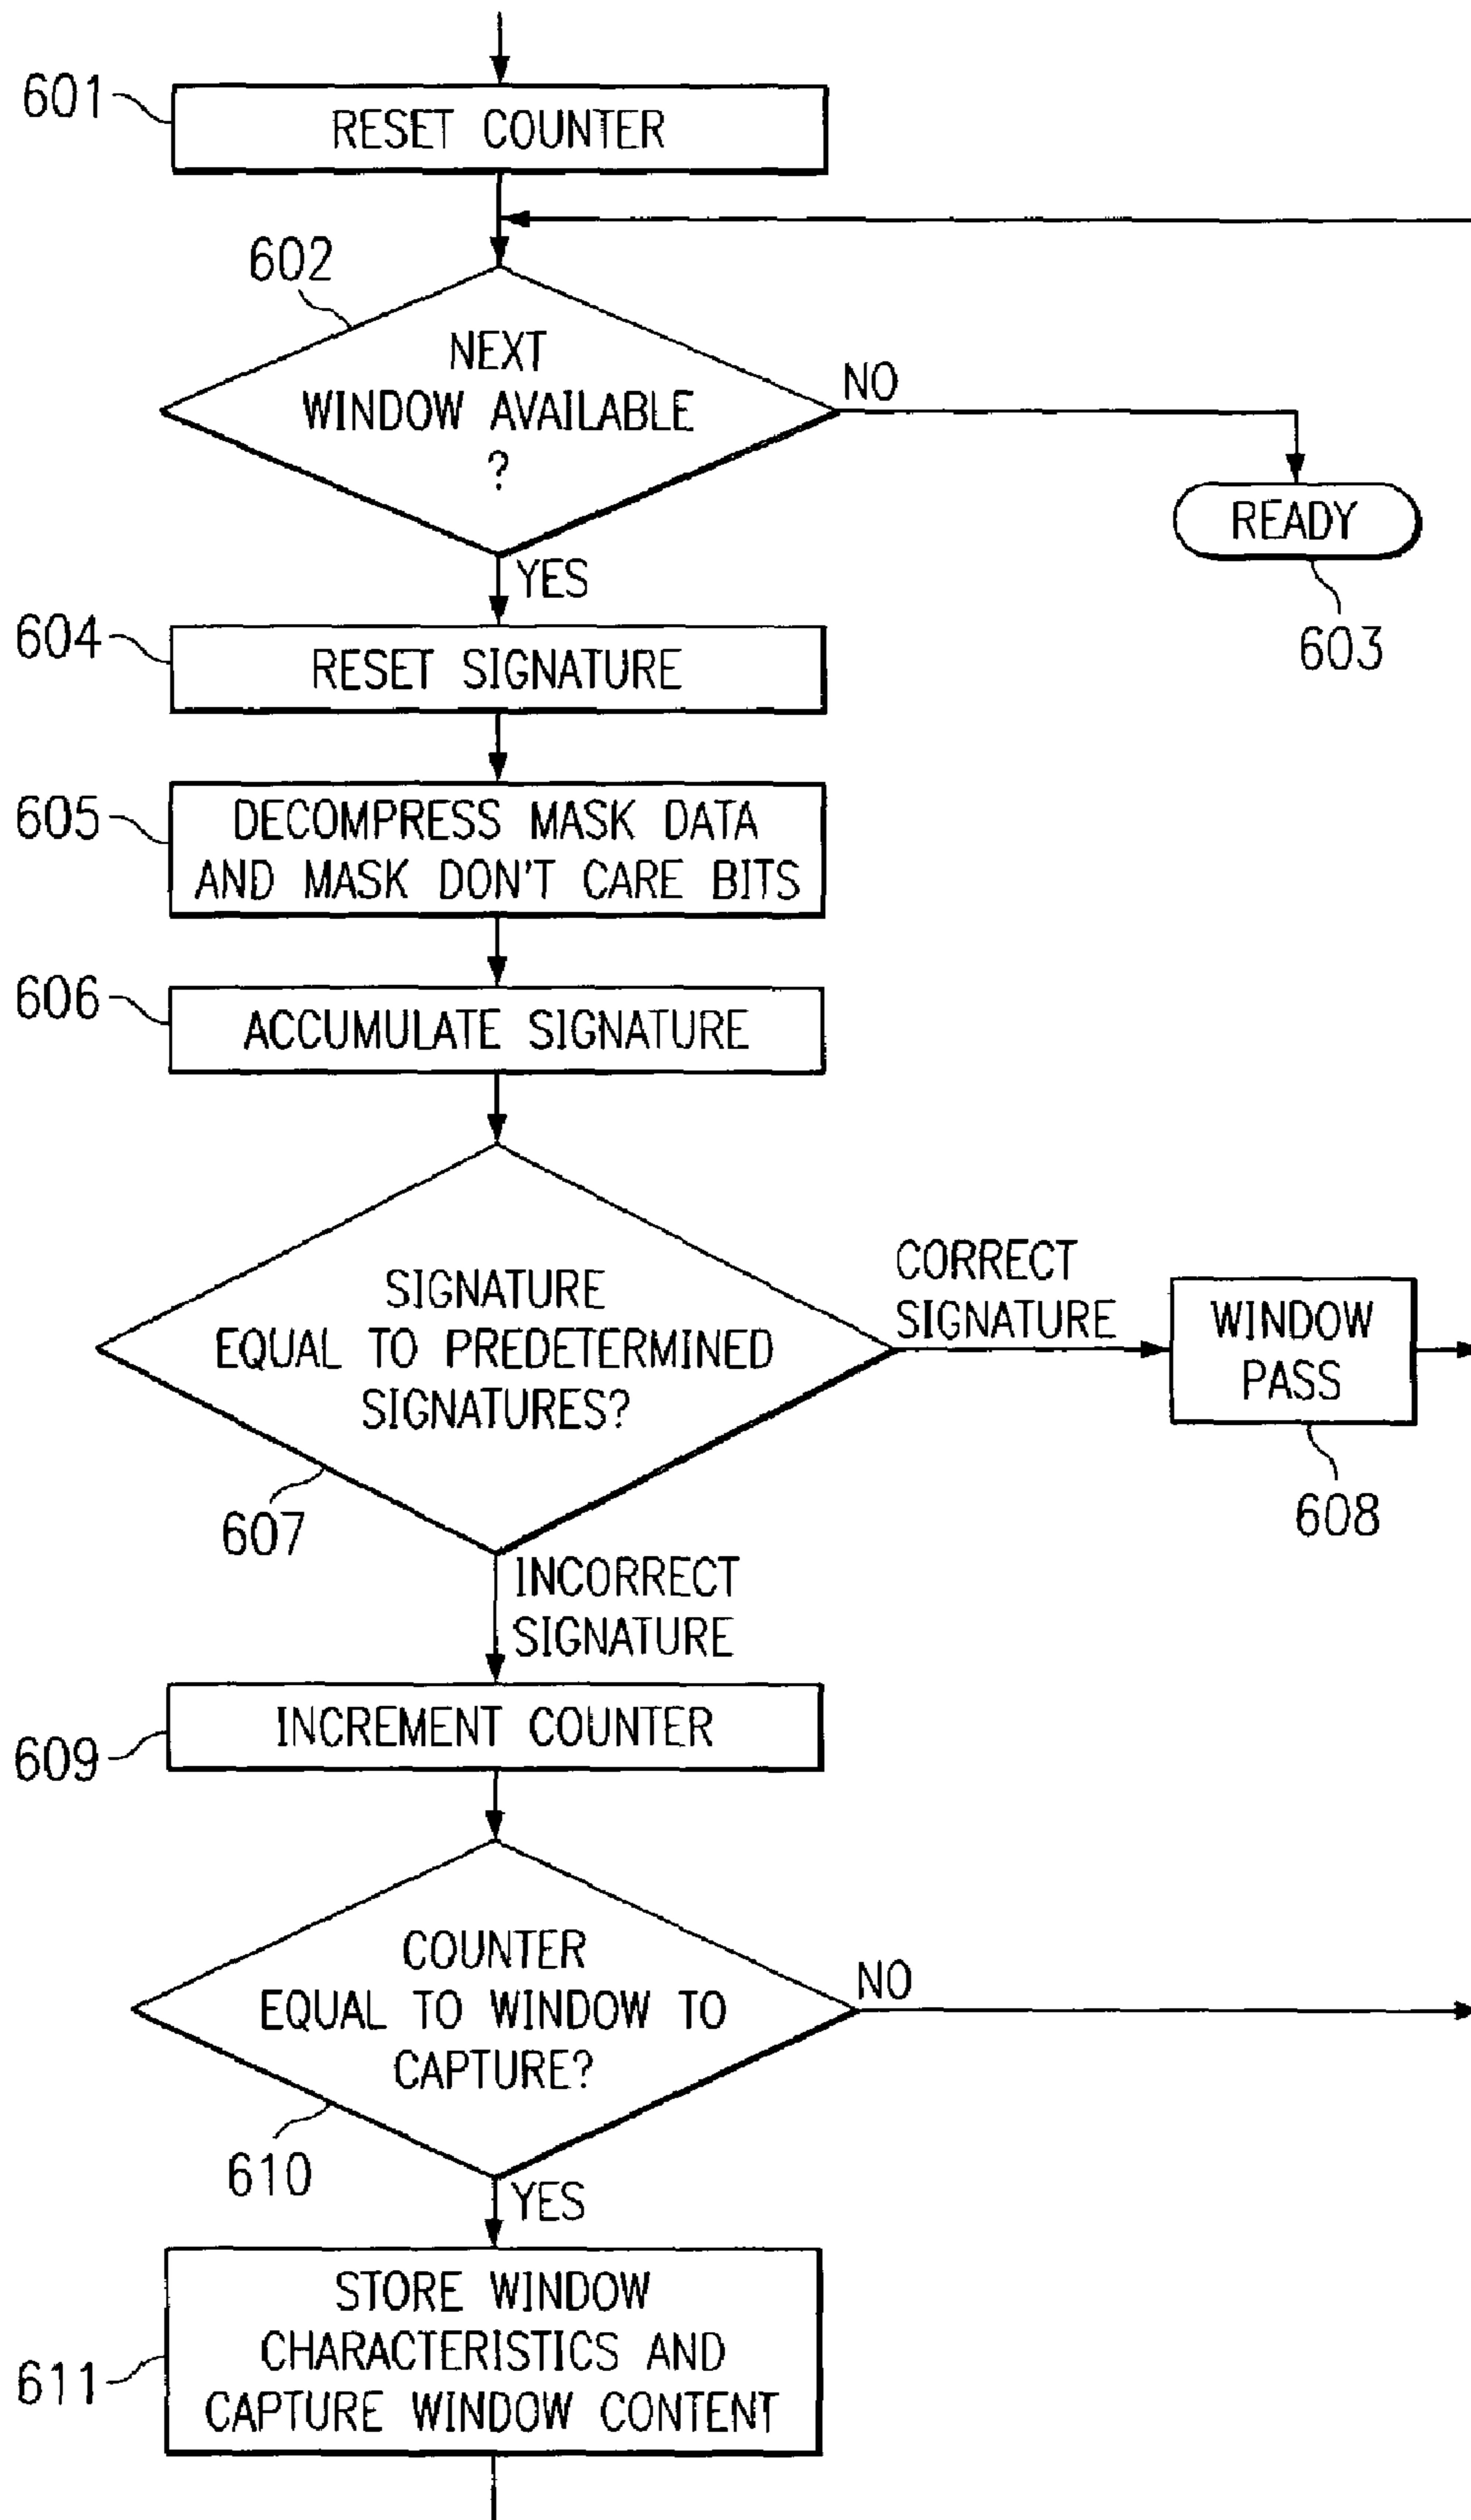 601
RESET COUNTER
602
NEXT
WINDOW AVAILABLE
?
NO
READY
603
YES
604
RESET SIGNATURE
605
DECOMPRESS MASK DATA
AND MASK DON'T CARE BITS
606
ACCUMULATE SIGNATURE
SIGNATURE
EQUAL TO PREDETERMINED
SIGNATURES?
607
CORRECT
SIGNATURE
WINDOW
PASS
608
INCORRECT
SIGNATURE
INCREMENT COUNTER
609
COUNTER
EQUAL TO WINDOW TO
CAPTURE?
NO
610
YES
STORE WINDOW
CHARACTERISTICS AND
CAPTURE WINDOW CONTENT
611